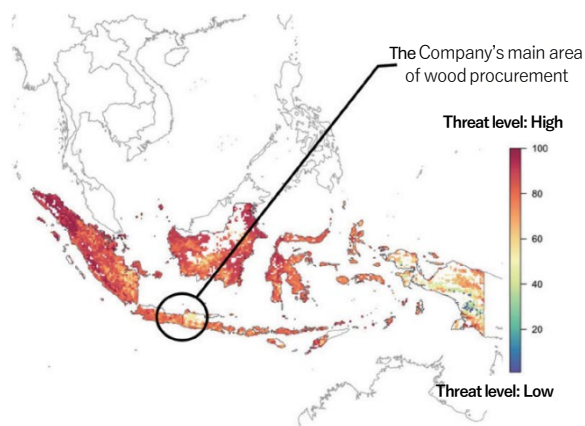 The Company’s main area
of wood procurement
Threat level: High
100
80
60
40
20
Threat level: Low